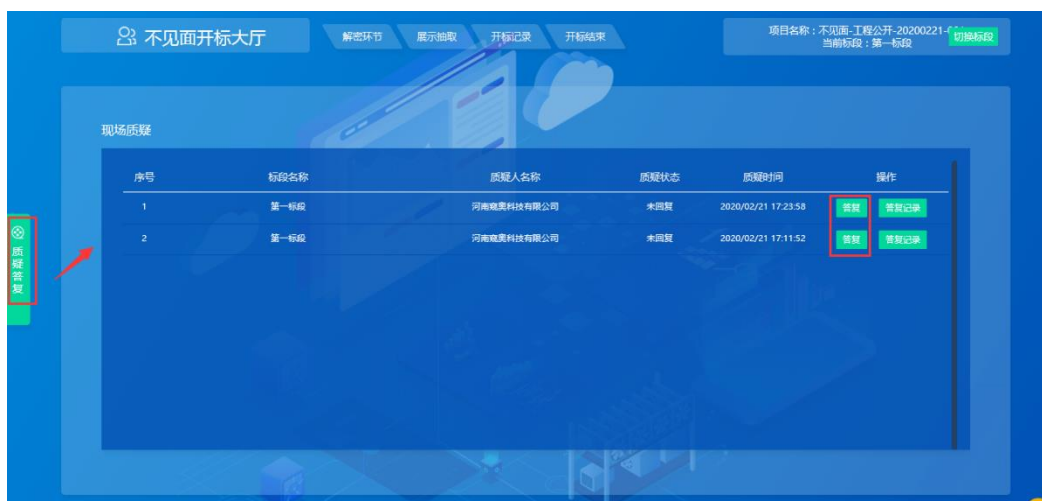 不见面开标大厅 解密环节 展示抽取 开标记录 开标结束
项目名称：不见面-工程公开-20200221-
当前标段：第一标段
切换标段
现场质疑
序号 标段名称 质疑人名称 质疑状态 质疑时间 操作
1 第一标段 河南窥奥科技有限公司 未回复 2020/02/21 17:23:58 答复 答复记录
2 第一标段 河南窥奥科技有限公司 未回复 2020/02/21 17:11:52 答复 答复记录
质疑答复